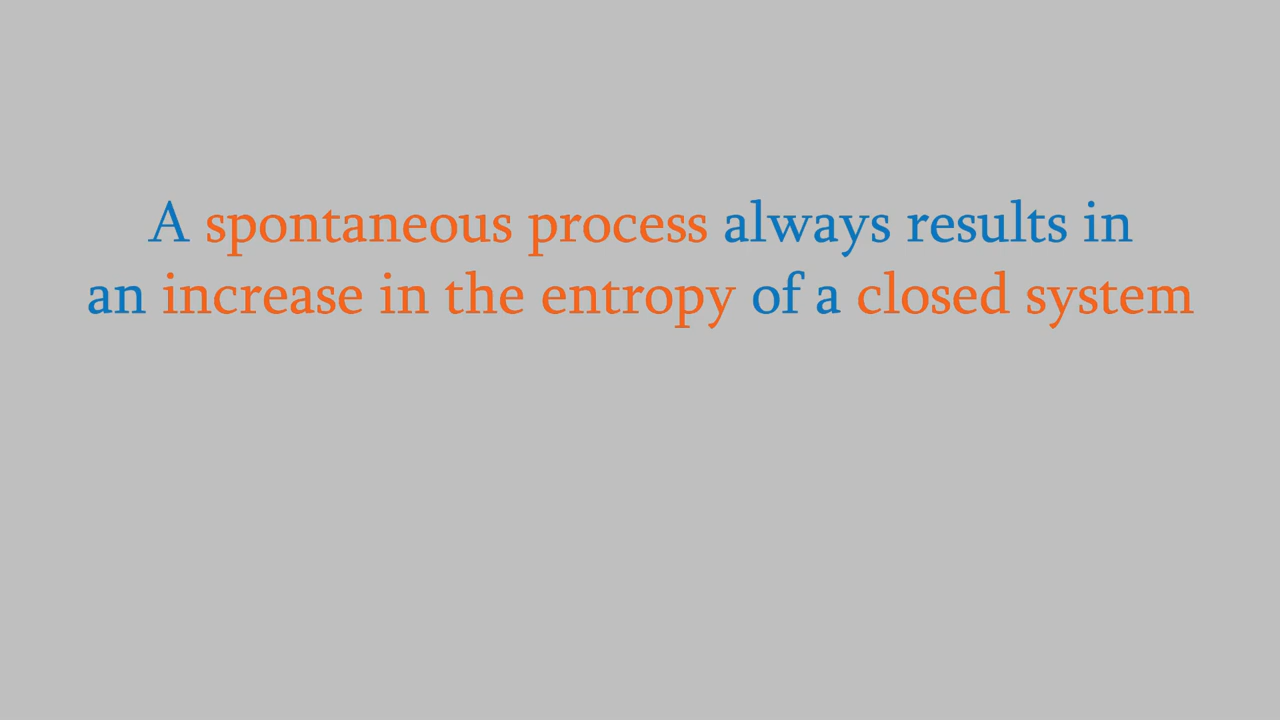 A spontaneous process always results in
an increase in the entropy of a closed system